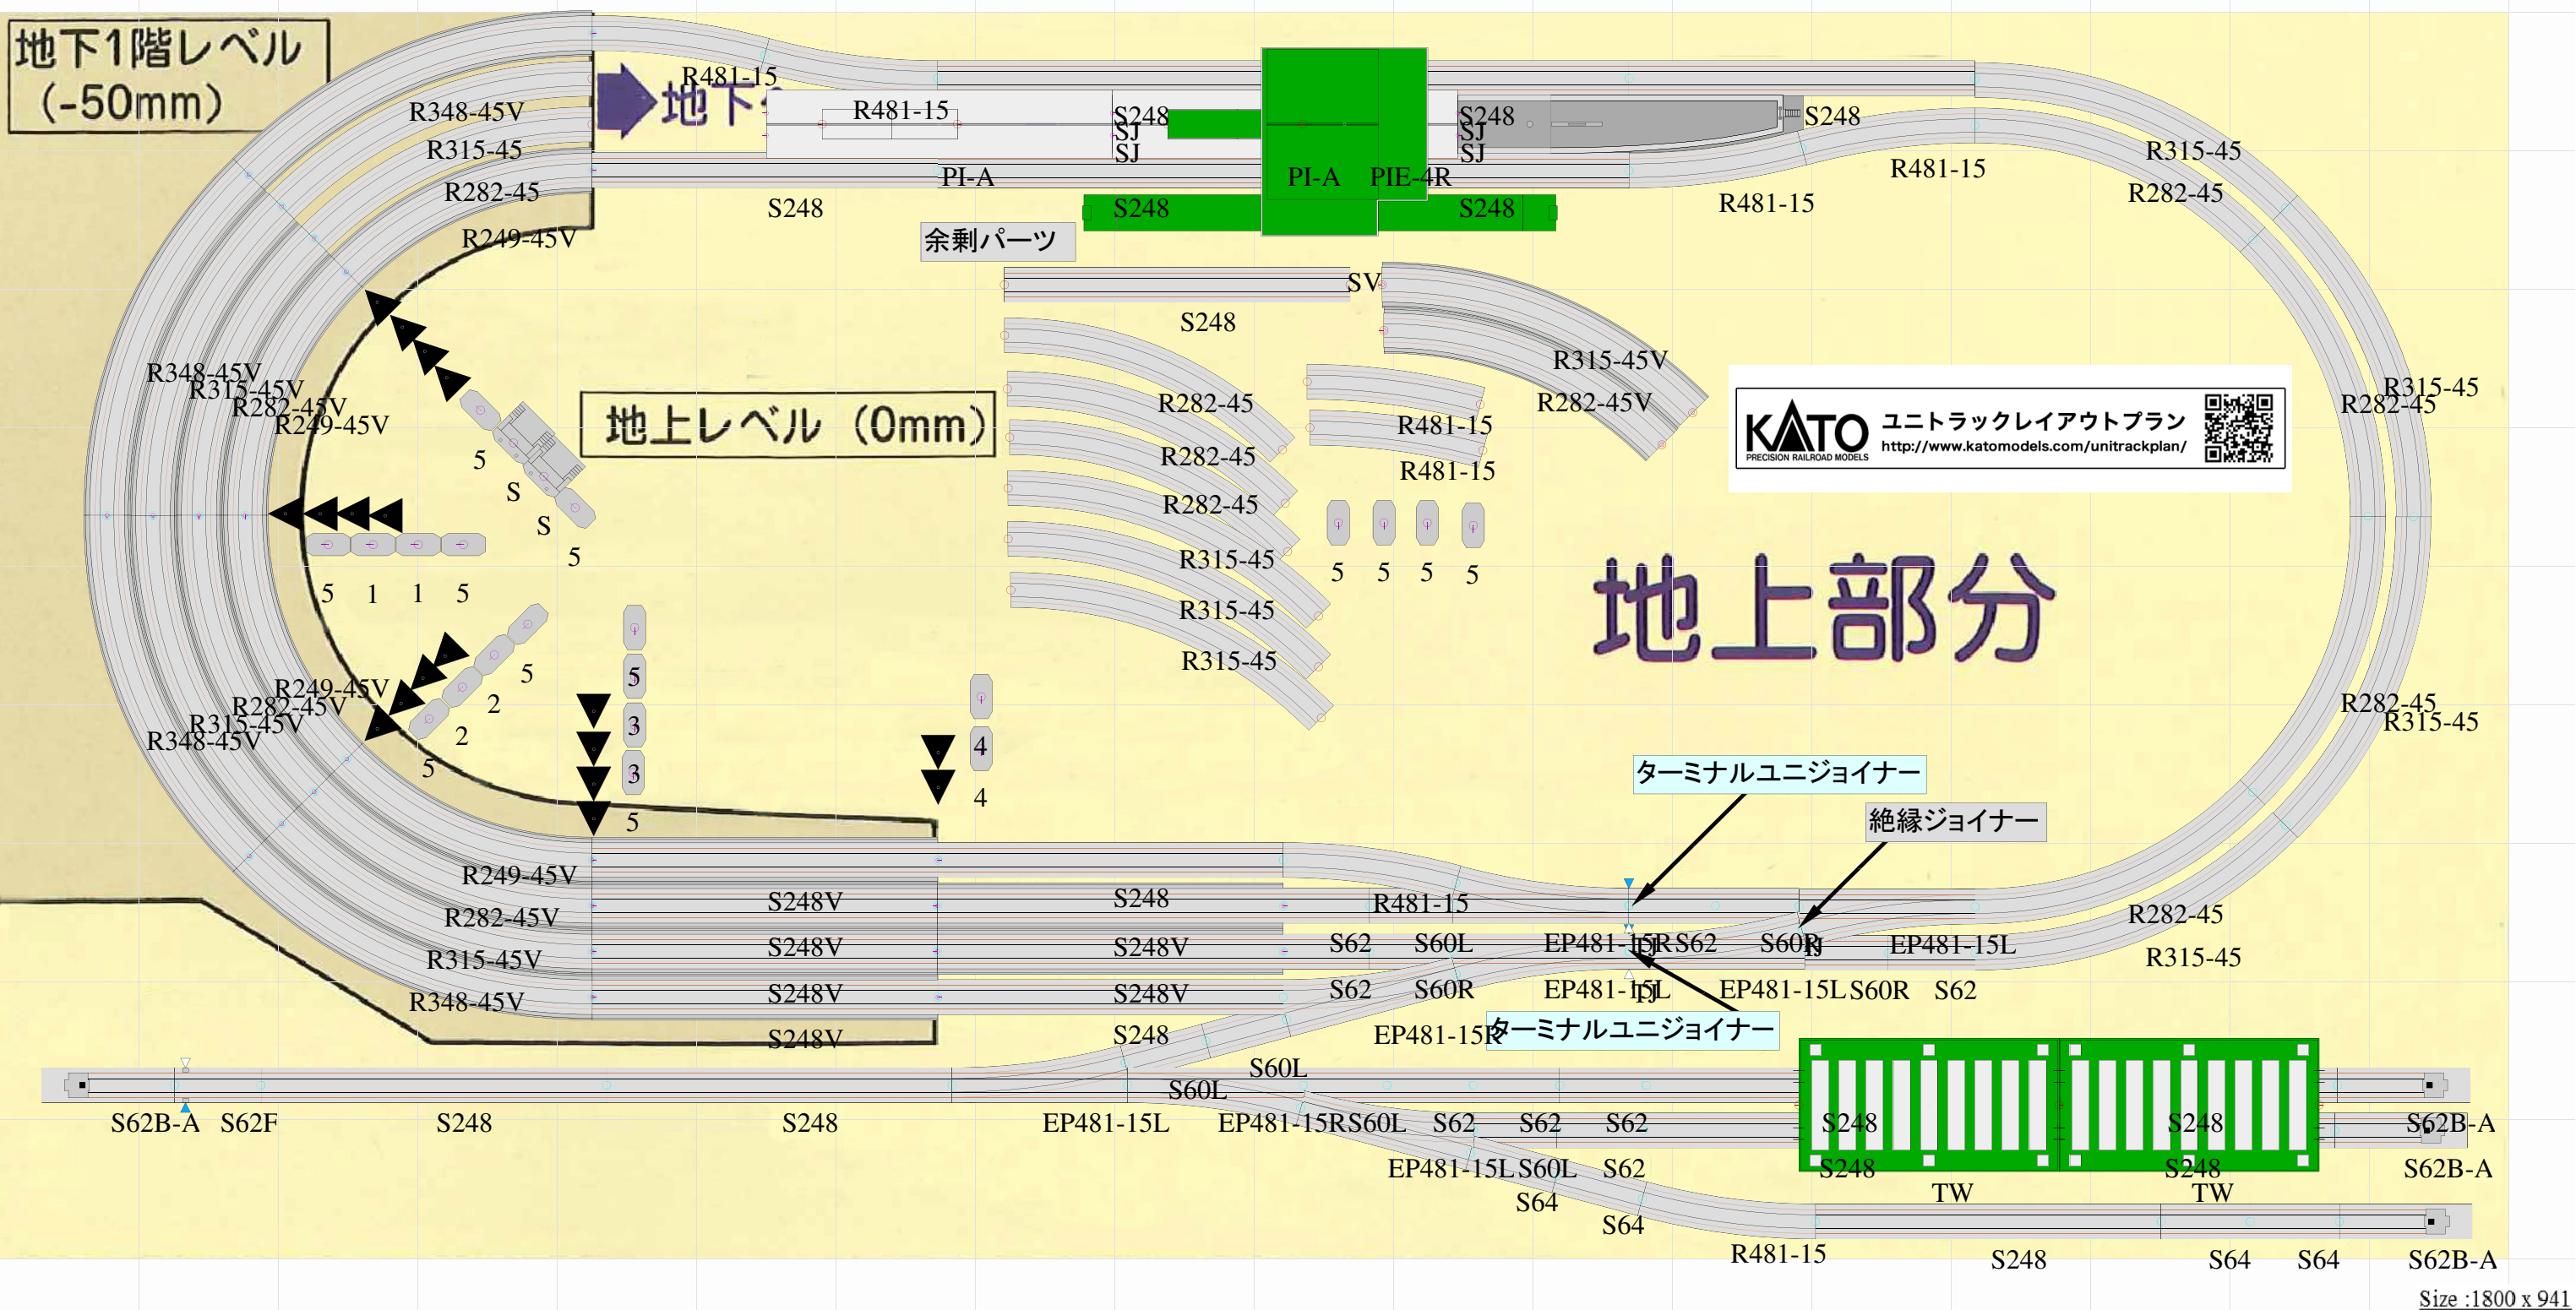 地下1階レベル
(-50mm)
R481-15
R481-15
S248
SJ
SJ
S248
SJ
SJ
S248
R348-45V
地下
R315-45
R282-45
PI-A
PI-A
PIE-4R
R481-15
R481-15
R315-45
R282-45
S248
S248
S248
R249-45V
余剰パーツ
SV
S248
R348-45V
R315-45V
R282-45V
R249-45V
R282-45
R481-15
R315-45V
R282-45V
R315-45
R282-45
KATO
PRECISION RAILROAD MODELS
ユニトラックレイアウトプラン
http://www.katomodels.com/unitrackplan/
地上レベル (0mm)
R282-45
R481-15
R282-45
5
S
S
5
R315-45
5
5
5
5
5
1
1
5
R315-45
地上部分
R315-45
R249-45V
R282-45V
R315-45V
R348-45V
5
2
2
5
5
3
3
5
4
4
R282-45
R315-45
ターミナルユニジョイナー
絶縁ジョイナー
R249-45V
S248V
S248
R481-15
R282-45V
S248V
S248V
S62
S60L
EP481-15R
TJ
S62
S60R
IJ
EP481-15L
R282-45
R315-45V
S248V
S248V
S62
S60R
EP481-15L
TJ
EP481-15L
S60R
S62
R315-45
R348-45V
S248V
S248
EP481-15R
ターミナルユニジョイナー
S60L
S60L
S62B-A
S62F
S248
S248
EP481-15L
EP481-15R
S60L
S62
S62
S62
S248
S248
S62B-A
EP481-15L
S60L
S62
S248
S248
S62B-A
S64
S64
TW
TW
R481-15
S248
S64
S64
S62B-A
Size :1800 x 941